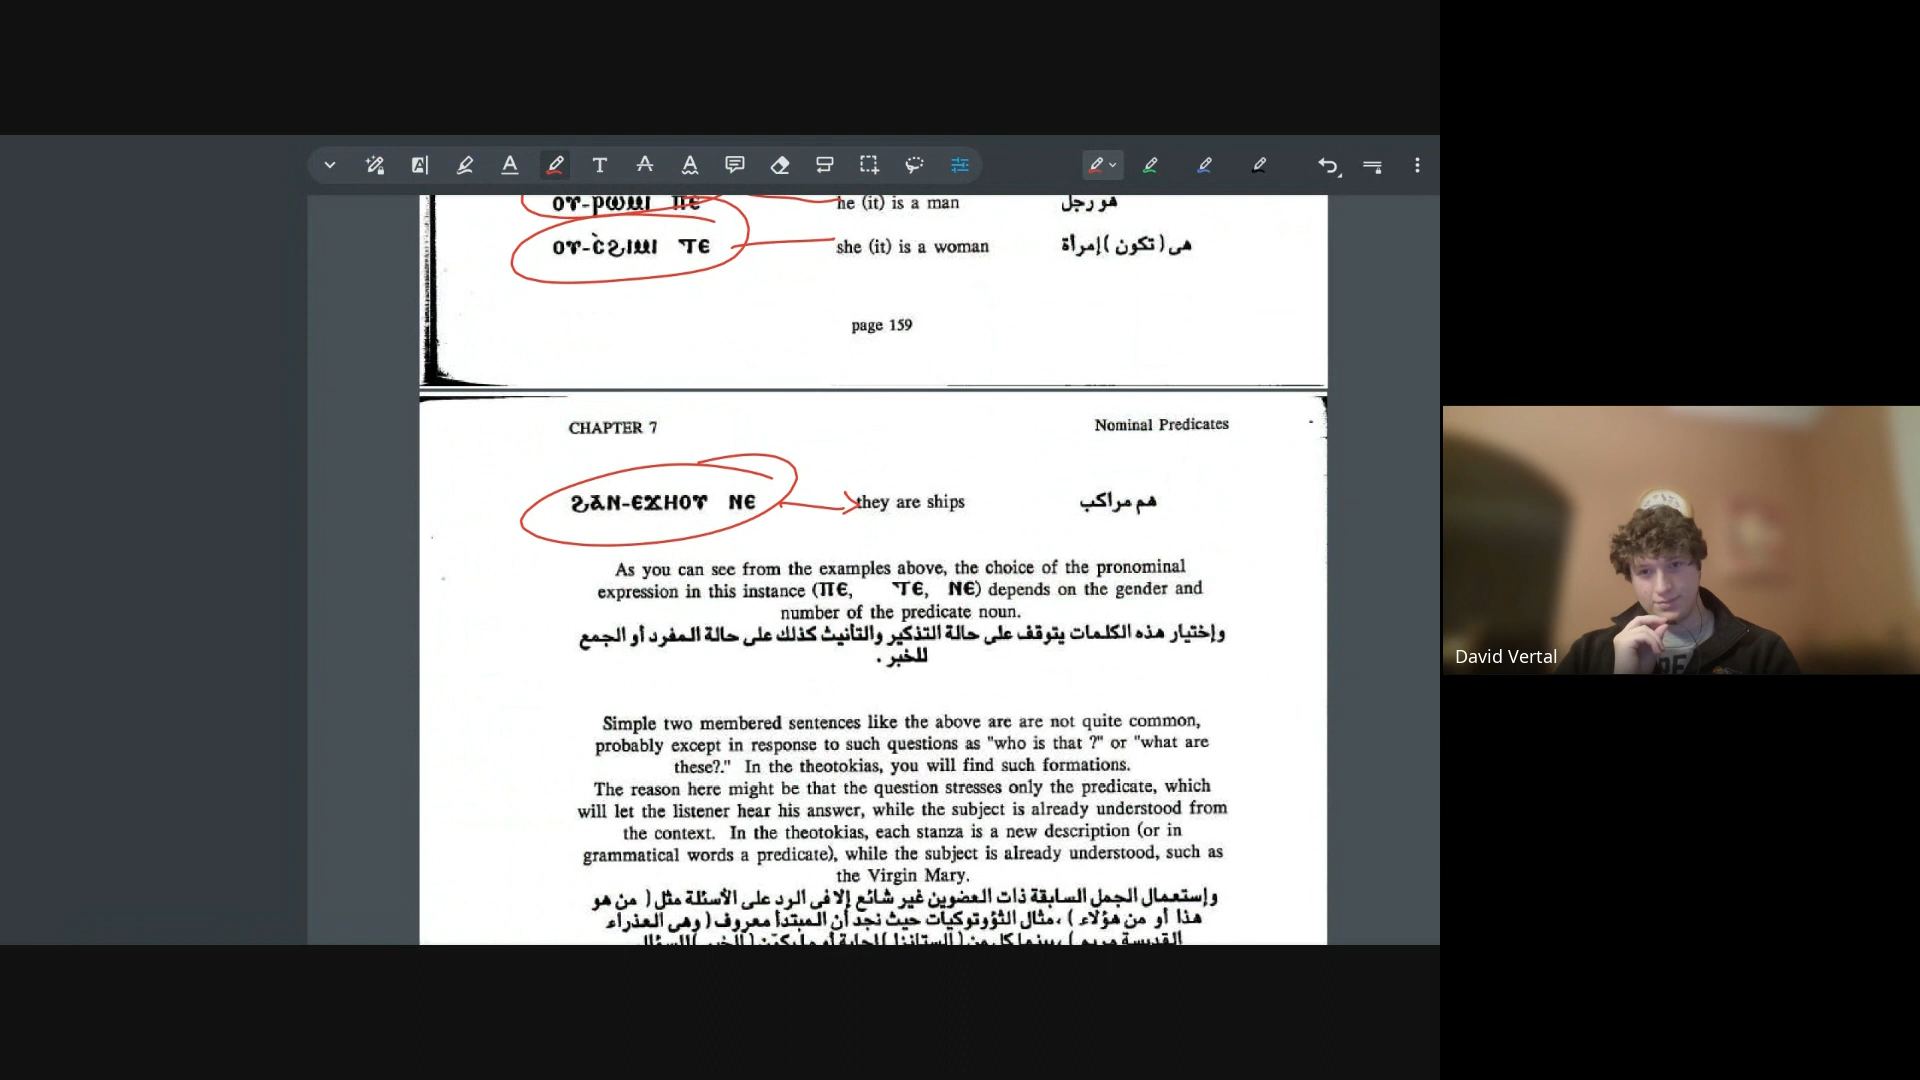 ⲟⲩ-ⲣⲱⲙⲓ ⲡⲉ he (it) is a man هو رجل
ⲟⲩ-ⲥ̀ϩⲓⲙⲓ ⲧⲉ she (it) is a woman هى ( تكون ) إمرأة
page 159
CHAPTER 7 Nominal Predicates
ϩⲁⲛ-ⲉϫⲏⲟⲩ ⲛⲉ they are ships هم مراكب
As you can see from the examples above, the choice of the pronominal
expression in this instance (ⲡⲉ, ⲧⲉ, ⲛⲉ) depends on the gender and
number of the predicate noun.
وإختيار هذه الكلمات يتوقف على حالة التذكير والتأنيث كذلك على حالة المفرد أو الجمع
للخبر .
Simple two membered sentences like the above are are not quite common,
probably except in response to such questions as "who is that ?" or "what are
these?." In the theotokias, you will find such formations.
The reason here might be that the question stresses only the predicate, which
will let the listener hear his answer, while the subject is already understood from
the context. In the theotokias, each stanza is a new description (or in
grammatical words a predicate), while the subject is already understood, such as
the Virgin Mary.
وإستعمال الجمل السابقة ذات العضوين غير شائع إلا فى الرد على الأسئلة مثل ( من هو
هذا أو من هؤلاء ) ،مثال الثؤوتوكيات حيث نجد أن المبتدأ معروف ( وهى العذراء
القديسة مريم )
David Vertal